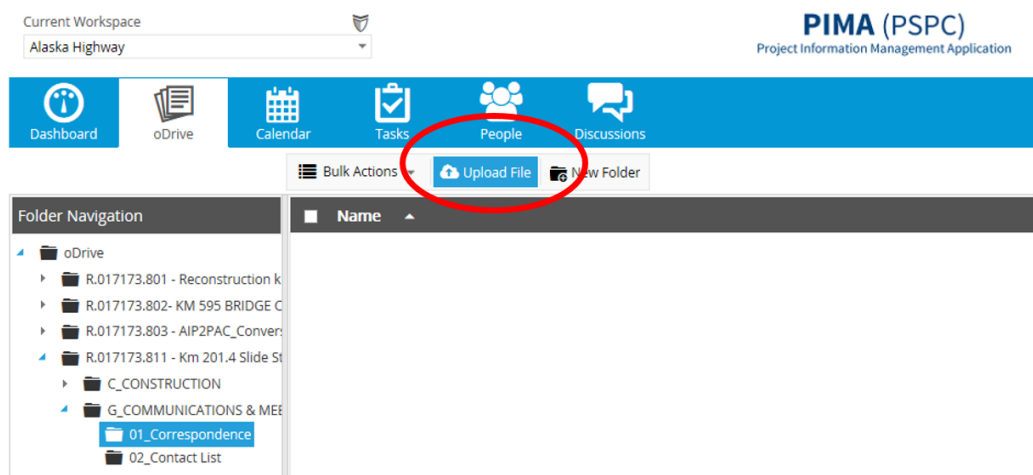 Current Workspace
Alaska Highway
PIMA (PSPC)
Project Information Management Application
Dashboard
oDrive
Calendar
Tasks
People
Discussions
Bulk Actions
Upload File
New Folder
Folder Navigation
Name
oDrive
R.017173.801 - Reconstruction k
R.017173.802- KM 595 BRIDGE C
R.017173.803 - AIP2PAC_Convers
R.017173.811 - Km 201.4 Slide St
C_CONSTRUCTION
G_COMMUNICATIONS & MEE
01_Correspondence
02_Contact List